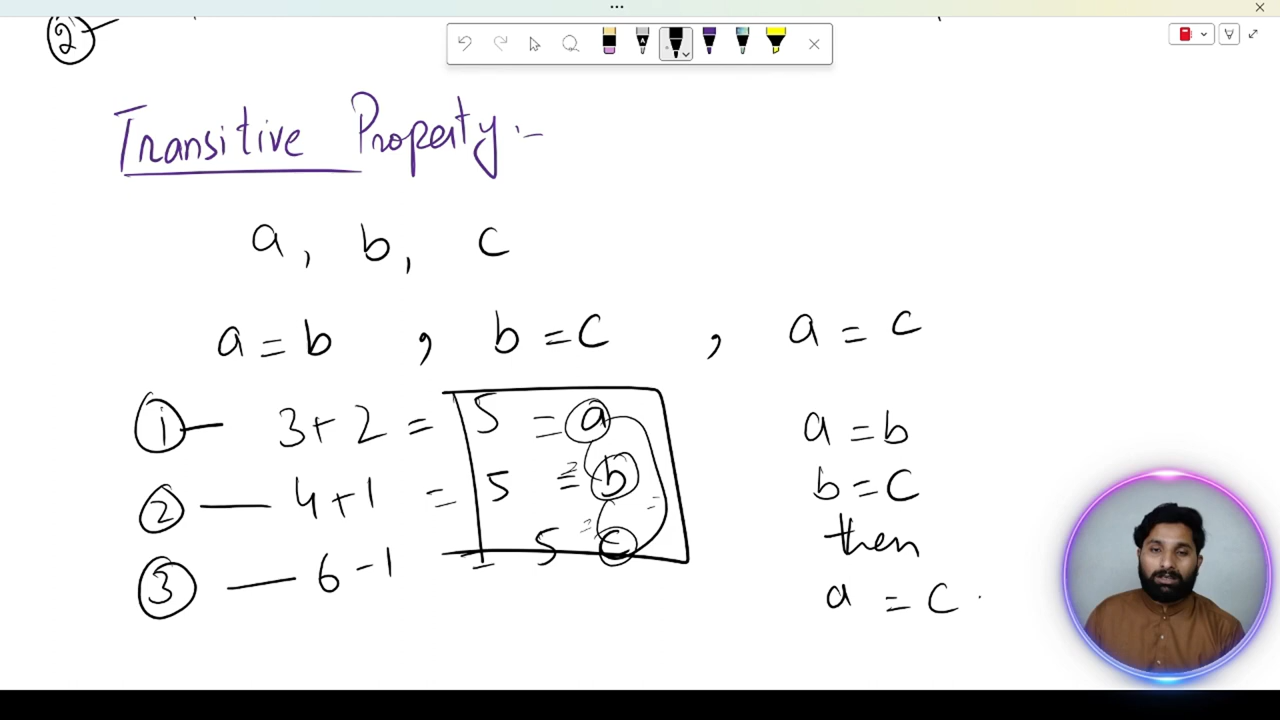 ②—
Transitive Property:-
a, b, c
a = b , b = c , a = c
①— 3+2 = 5 = a
②— 4+1 = 5 = b
③— 6-1 = 5 = c
a = b
b = c
then
a = c